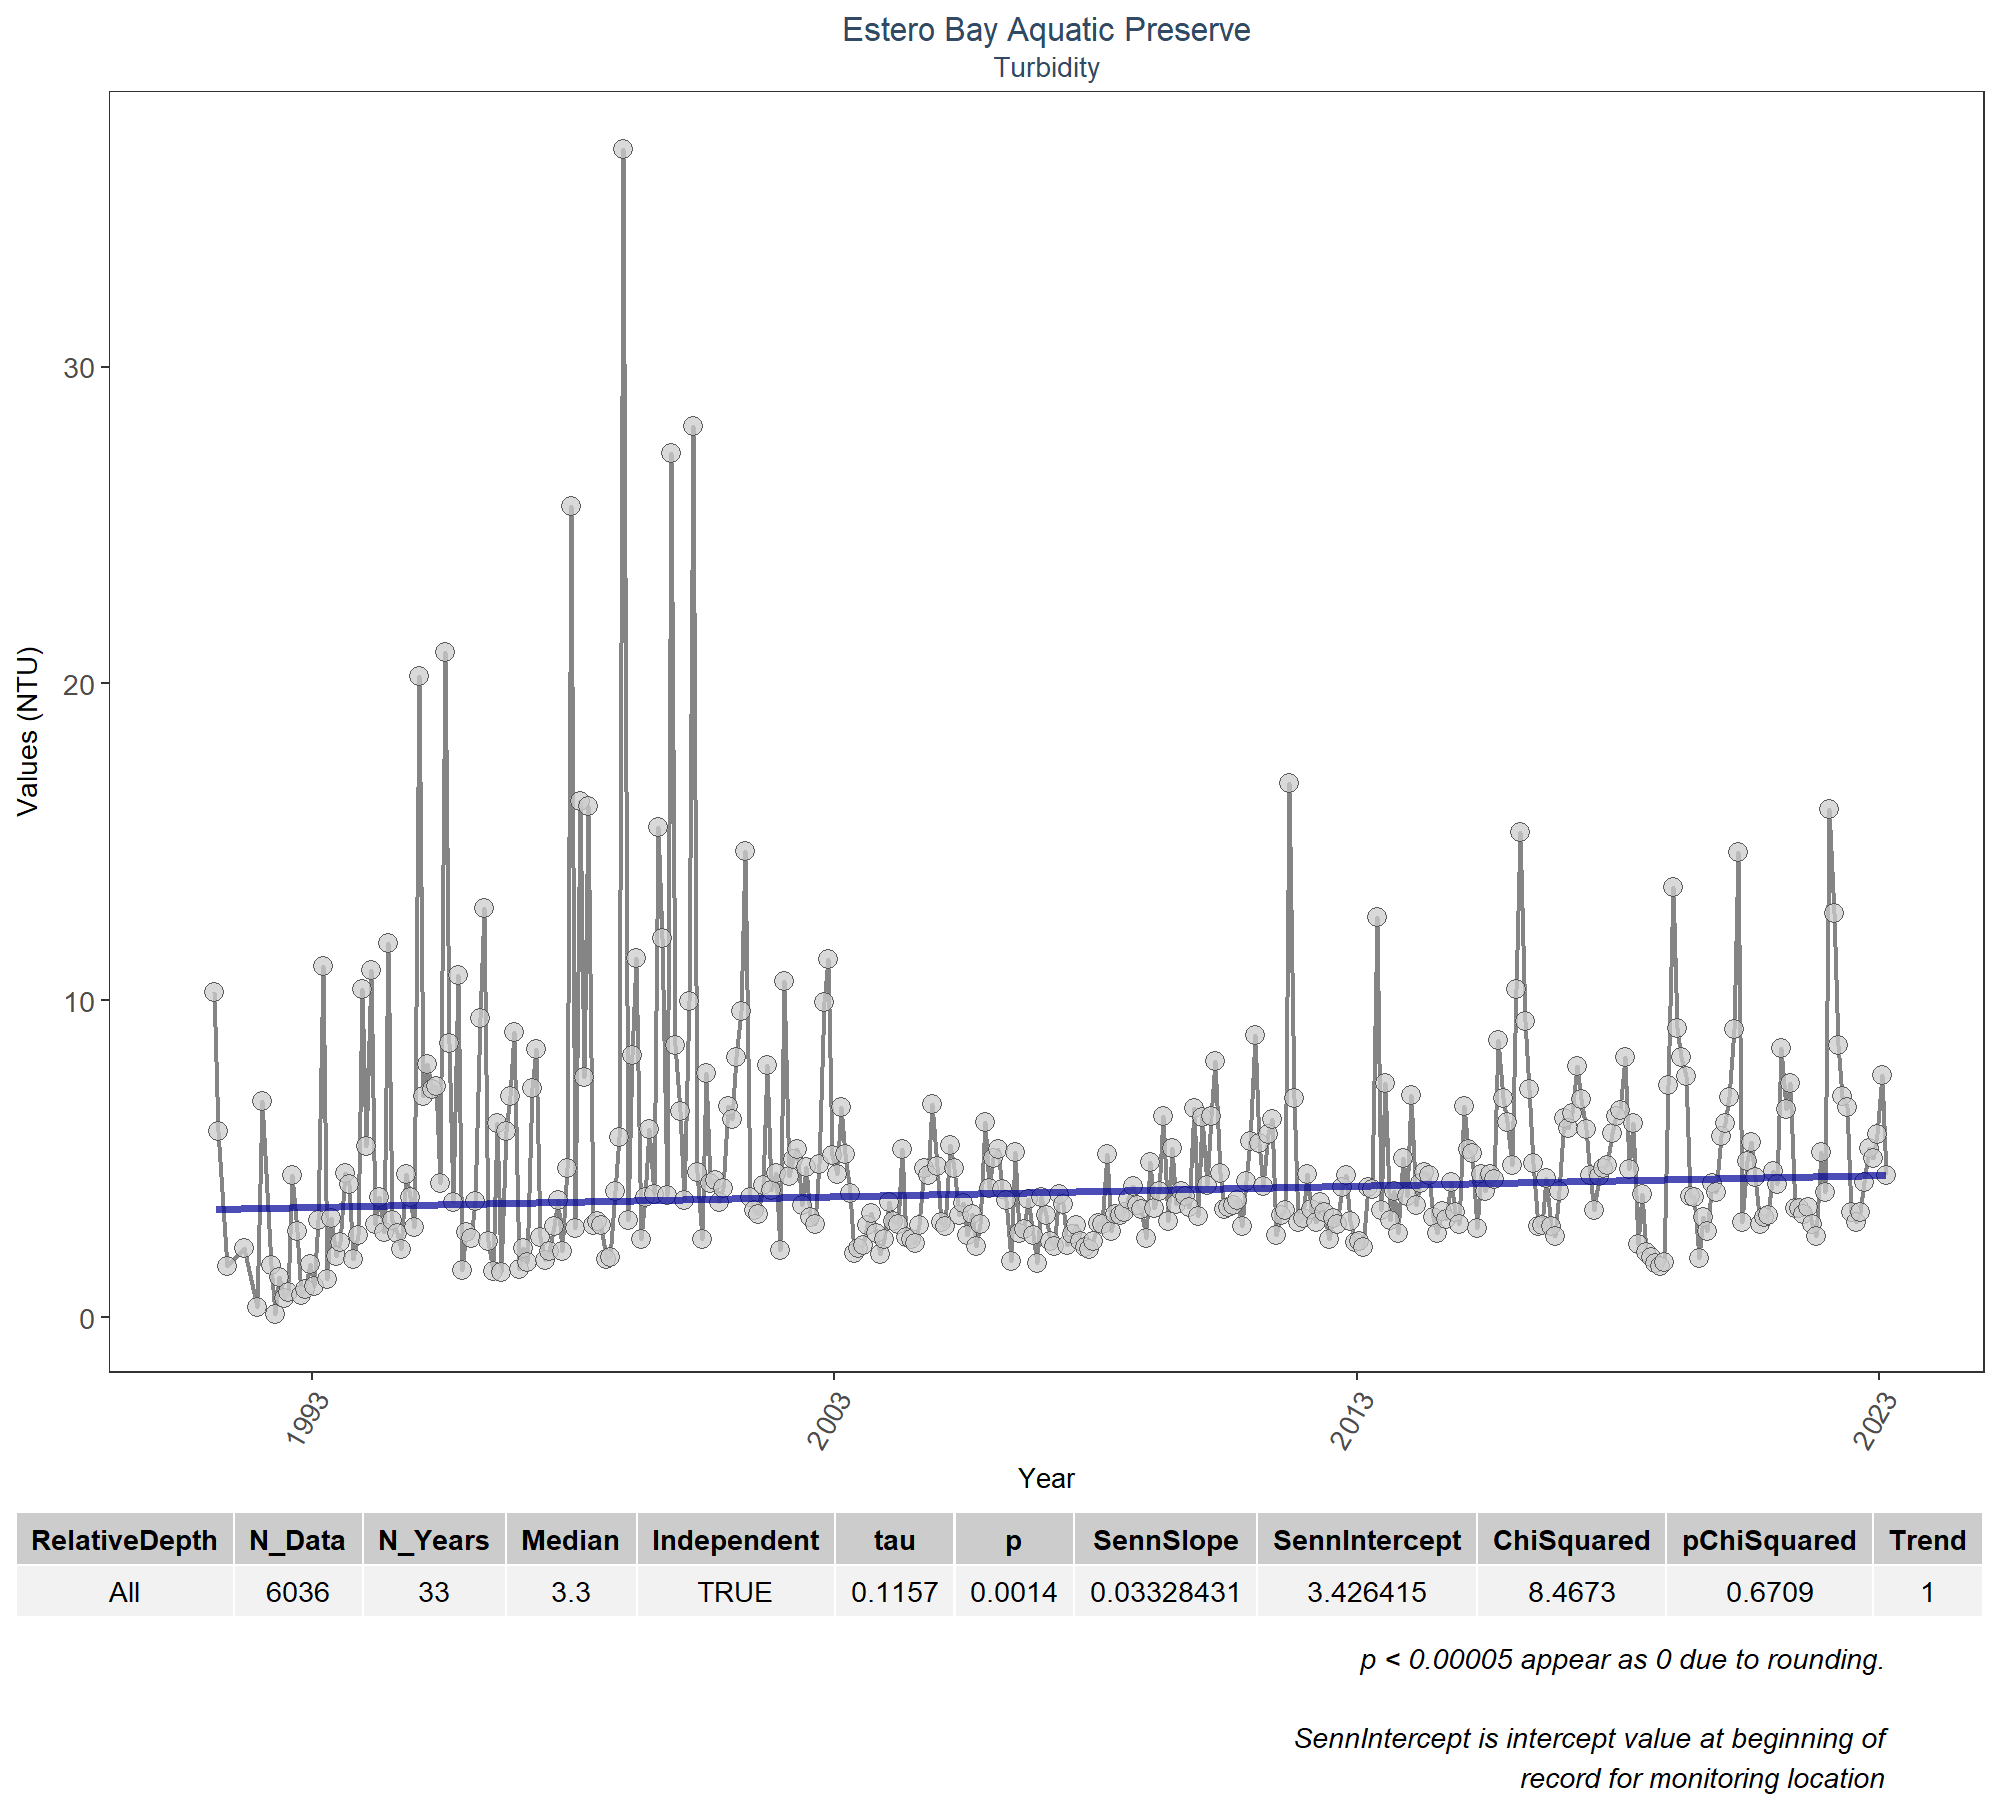 Estero Bay Aquatic Preserve
Turbidity
Values (NTU)
30
20
10
0
1993
2003
2013
2023
Year
RelativeDepth N_Data N_Years Median Independent tau p SennSlope SennIntercept ChiSquared pChiSquared Trend
All 6036 33 3.3 TRUE 0.1157 0.0014 0.03328431 3.426415 8.4673 0.6709 1
p < 0.00005 appear as 0 due to rounding.
SennIntercept is intercept value at beginning of
record for monitoring location